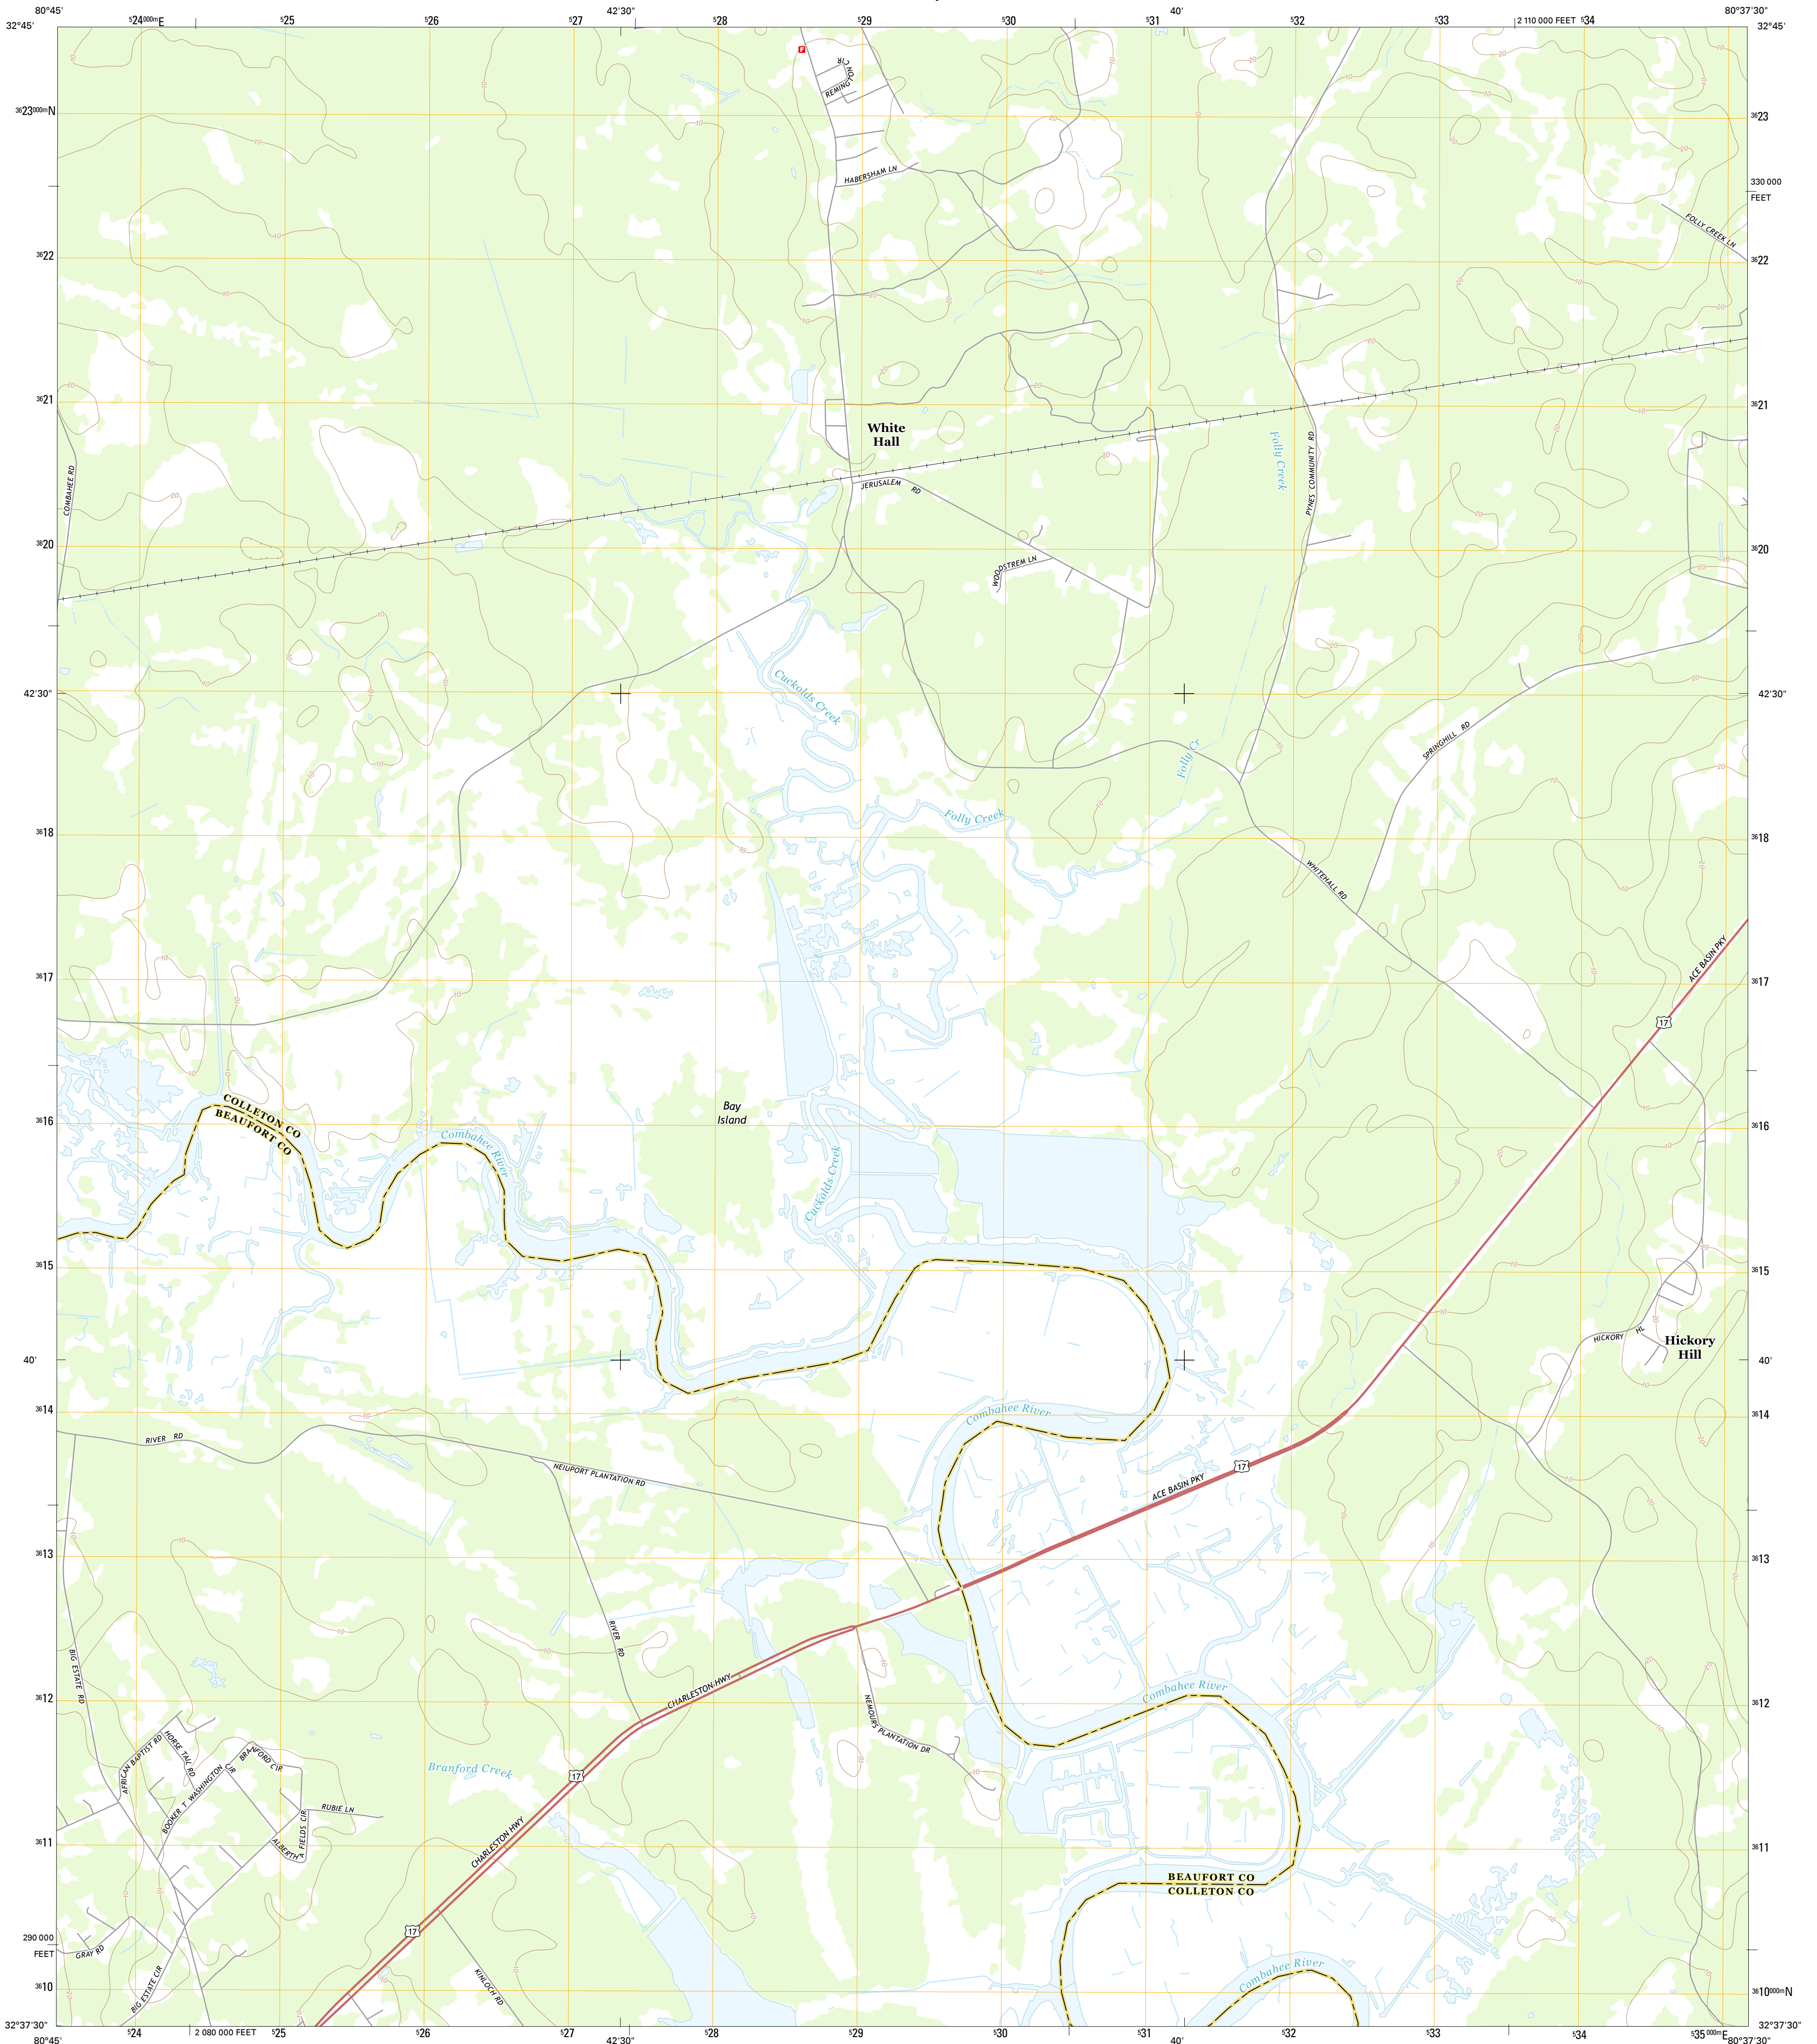 80°45'
⁵24⁰⁰⁰ᵐE
⁵25
⁵26
⁵27
42'30"
⁵28
⁵29
⁵30
⁵31
40'
⁵32
⁵33
2 110 000 FEET
⁵34
80°37'30"
32°45'
32°45'
F
REMINGTON CIR
³⁶23⁰⁰⁰ᵐN
³⁶23
HABERSHAM LN
330 000
FEET
FOLLY CREEK LN
³⁶22
³⁶22
³⁶21
³⁶21
White
Hall
Folly Creek
PYNES COMMUNITY RD
COMBAHEE RD
JERUSALEM RD
³⁶20
³⁶20
WOODSTREM LN
Cuckolds Creek
42'30"
42'30"
SPRINGHILL RD
Folly Cr
Folly Creek
³⁶18
³⁶18
WHITEHALL RD
ACE BASIN PKY
17
³⁶17
³⁶17
Bay
Island
COLLETON CO
BEAUFORT CO
³⁶16
³⁶16
Combahee River
Cuckolds Creek
³⁶15
³⁶15
HICKORY HL
Hickory
Hill
40'
40'
³⁶14
³⁶14
Combahee River
RIVER RD
NEIUPORT PLANTATION RD
17
ACE BASIN PKY
³⁶13
³⁶13
RIVER RD
BIG ESTATE RD
CHARLESTON HWY
Combahee River
³⁶12
³⁶12
NEMOURS PLANTATION DR
AFRICAN BAPTIST RD
HORSE TAIL RD
BRANFORD CIR
BOOKER T WASHINGTON CIR
Branford Creek
17
RUBIE LN
ALBERTHA FIELDS CIR
CHARLESTON HWY
³⁶11
³⁶11
BEAUFORT CO
COLLETON CO
17
290 000
FEET
GRAY RD
BIG ESTATE CIR
KINLOCH RD
Combahee River
³⁶10
³⁶10⁰⁰⁰ᵐN
32°37'30"
32°37'30"
80°45'
⁵24
2 080 000 FEET
⁵25
⁵26
⁵27
42'30"
⁵28
⁵29
⁵30
⁵31
40'
⁵32
⁵33
⁵34
⁵35⁰⁰⁰ᵐE
80°37'30"